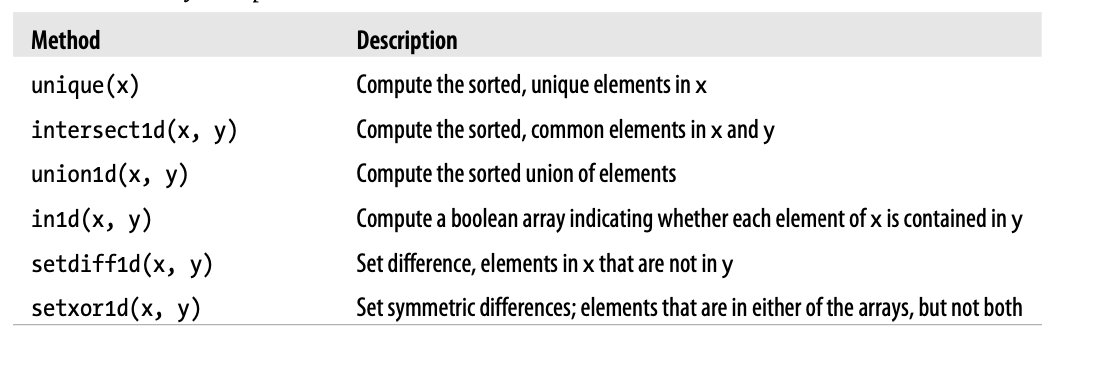 Method Description
unique(x) Compute the sorted, unique elements in x
intersect1d(x, y) Compute the sorted, common elements in x and y
union1d(x, y) Compute the sorted union of elements
in1d(x, y) Compute a boolean array indicating whether each element of x is contained in y
setdiff1d(x, y) Set difference, elements in x that are not in y
setxor1d(x, y) Set symmetric differences; elements that are in either of the arrays, but not both